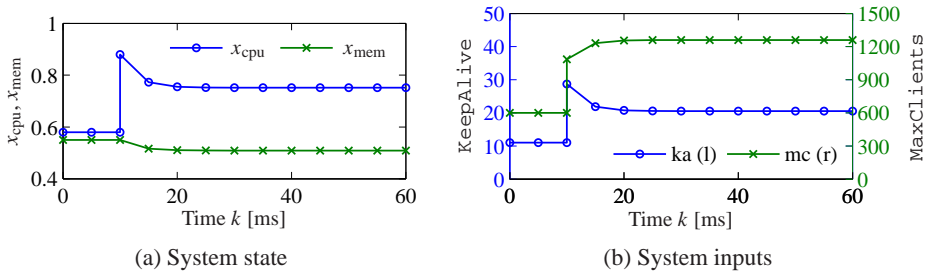 1
0.8
0.6
0.4
x_cpu, x_mem
x_cpu
x_mem
0 20 40 60
Time k [ms]
(a) System state
50
40
30
20
10
0
KeepAlive
1500
1200
900
600
300
0
MaxClients
ka (l)
mc (r)
0 20 40 60
Time k [ms]
(b) System inputs